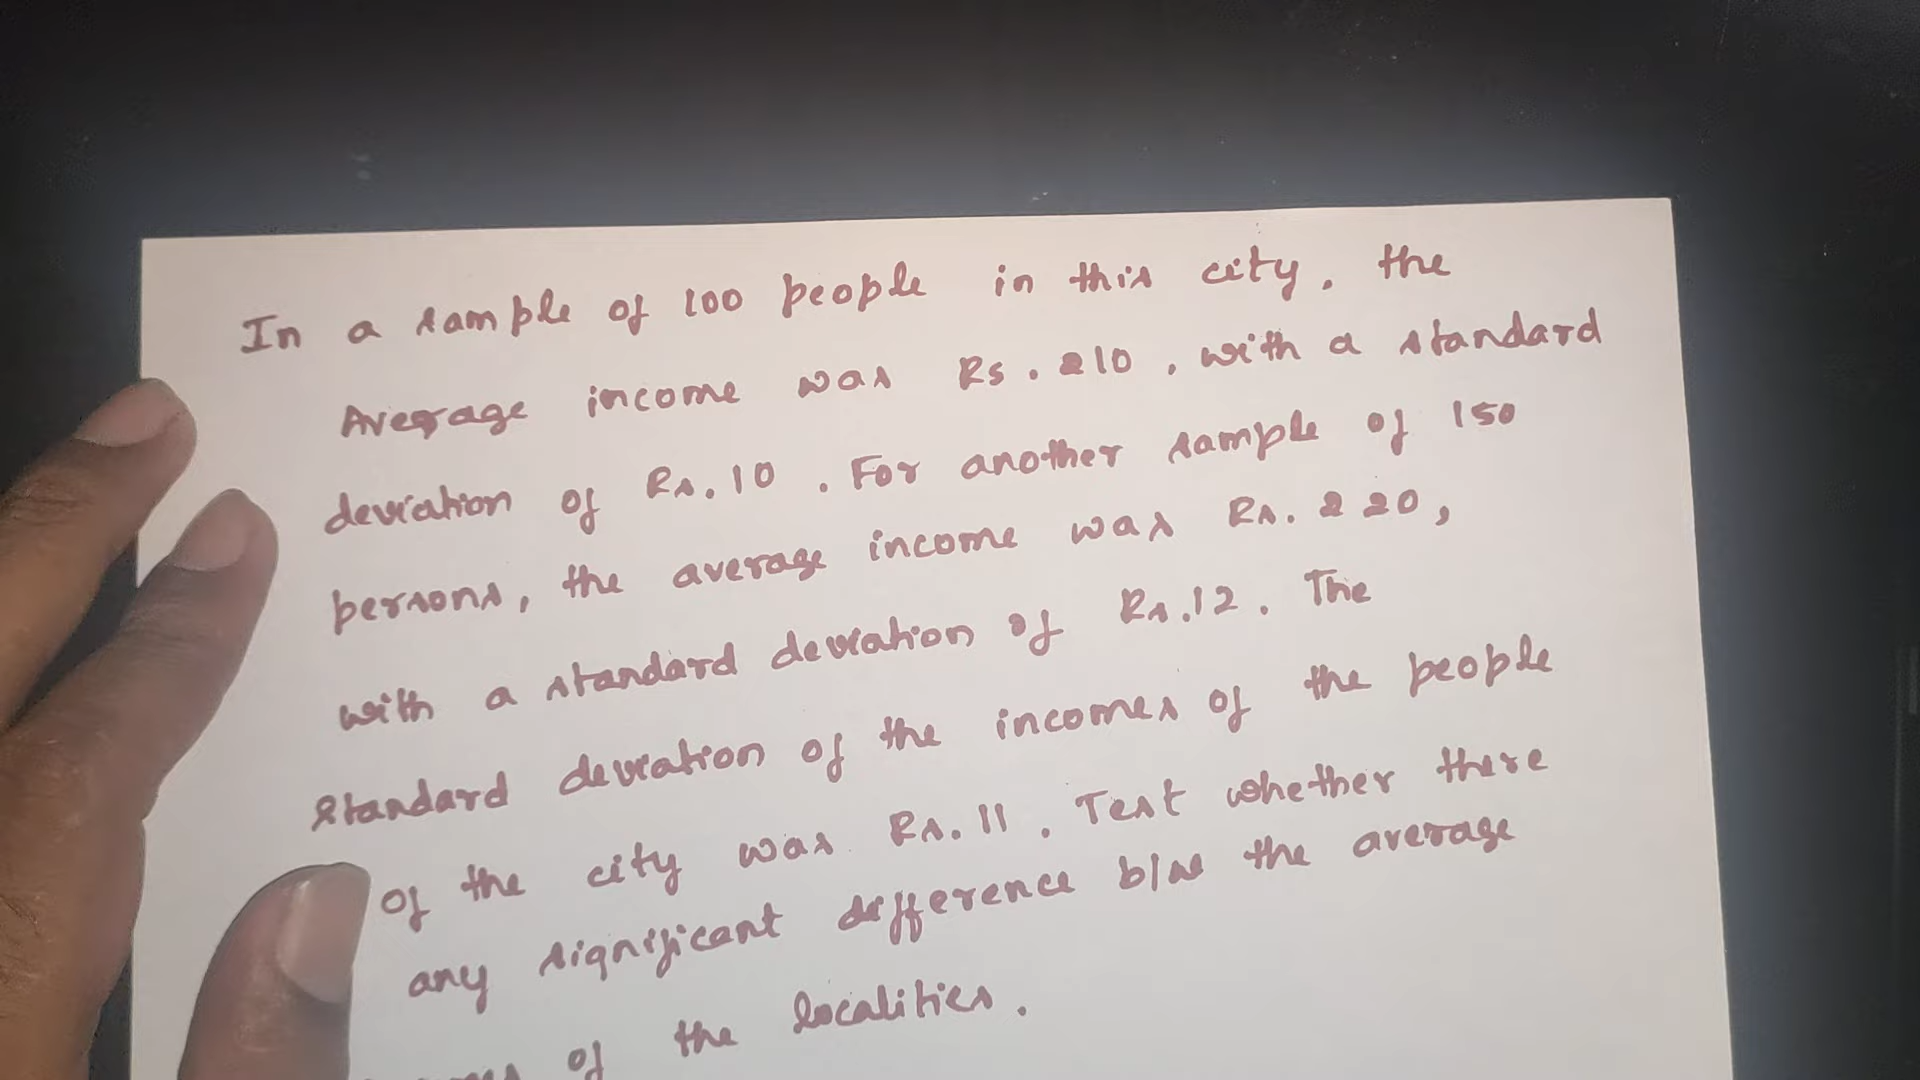 In a sample of 100 people in this city, the
Average income was Rs. 210, with a standard
deviation of Rs. 10. For another sample of 150
persons, the average income was Rs. 220,
with a standard deviation of Rs. 12. The
Standard deviation of the incomes of the people
of the city was Rs. 11. Test whether there
any significant difference b/w the average
of the localities.